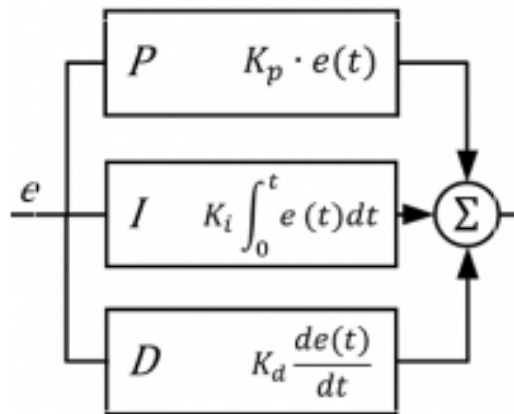 P K_p · e(t)
e
I K_i ∫_0^t e (t)dt
Σ
D K_d de(t)/dt